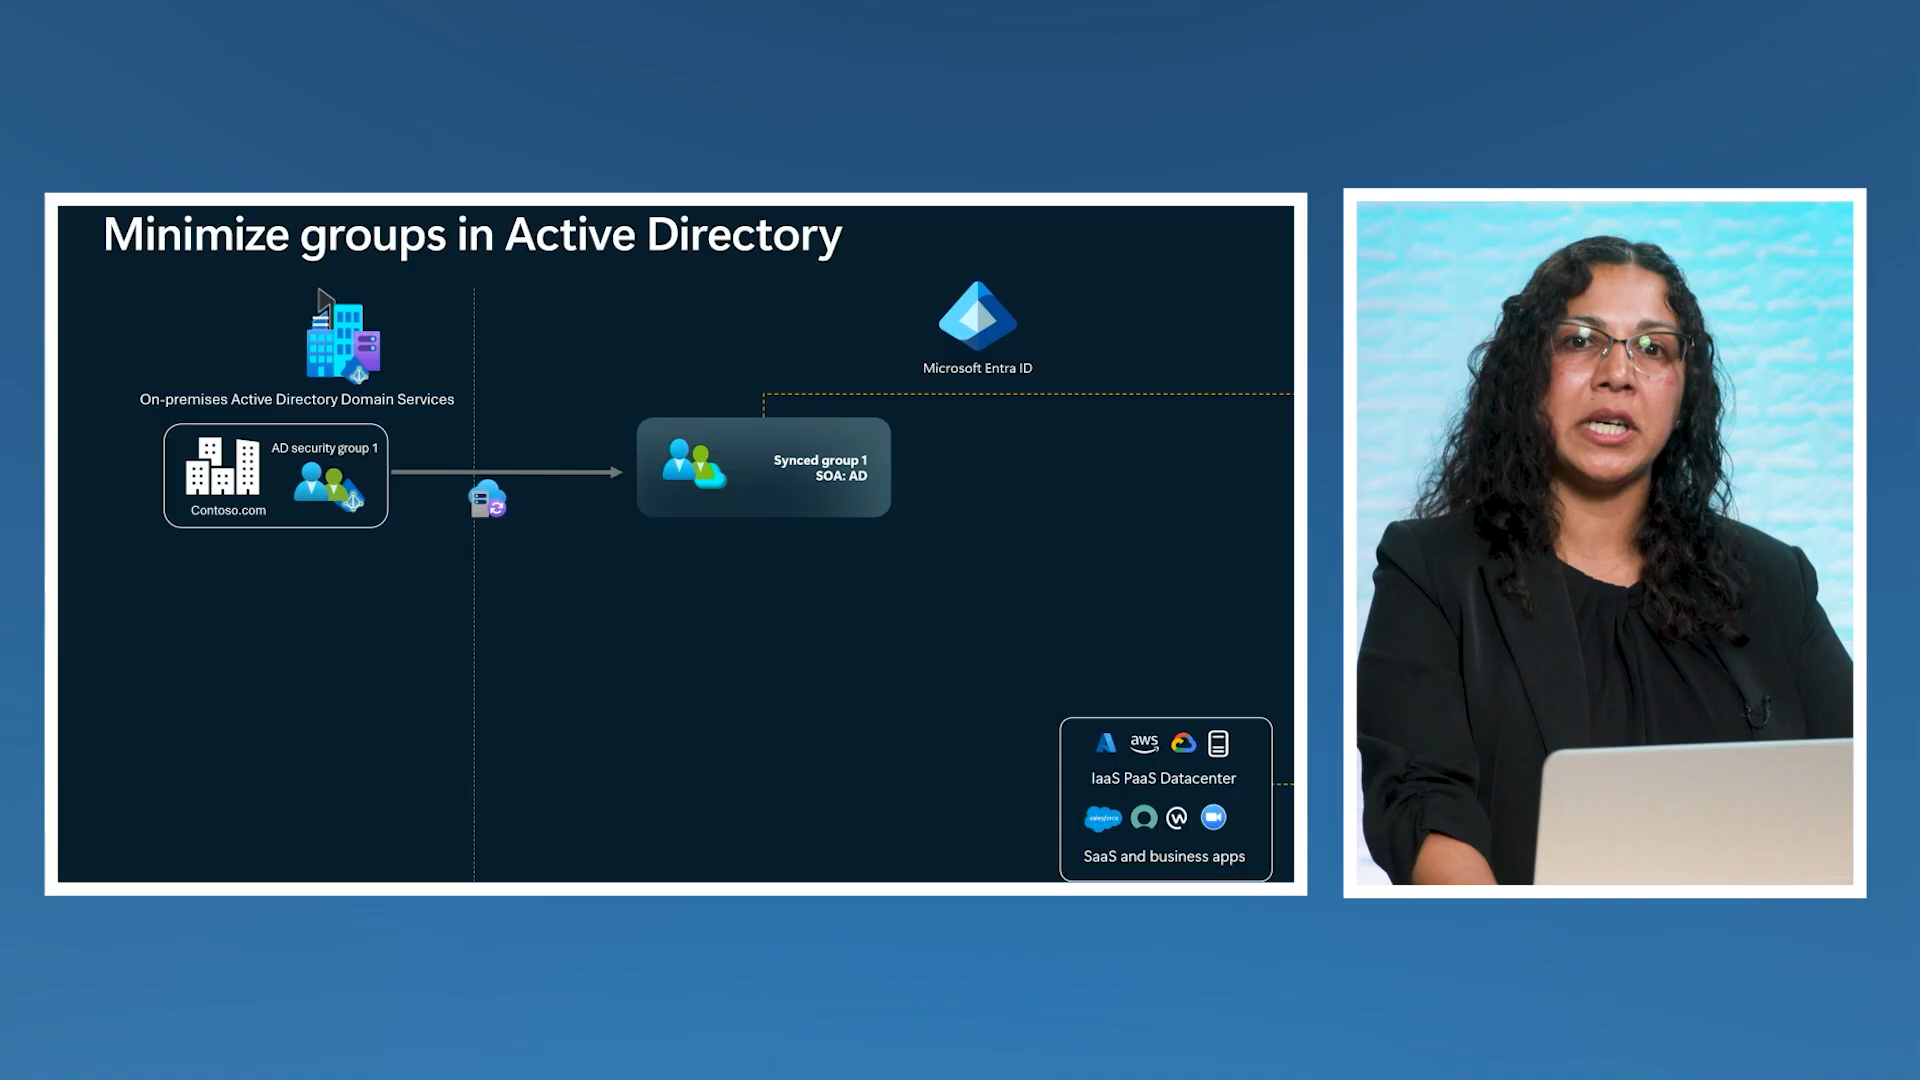 Minimize groups in Active Directory
Microsoft Entra ID
On-premises Active Directory Domain Services
AD security group 1
Contoso.com
Synced group 1
SOA: AD
aws
IaaS PaaS Datacenter
salesforce
SaaS and business apps